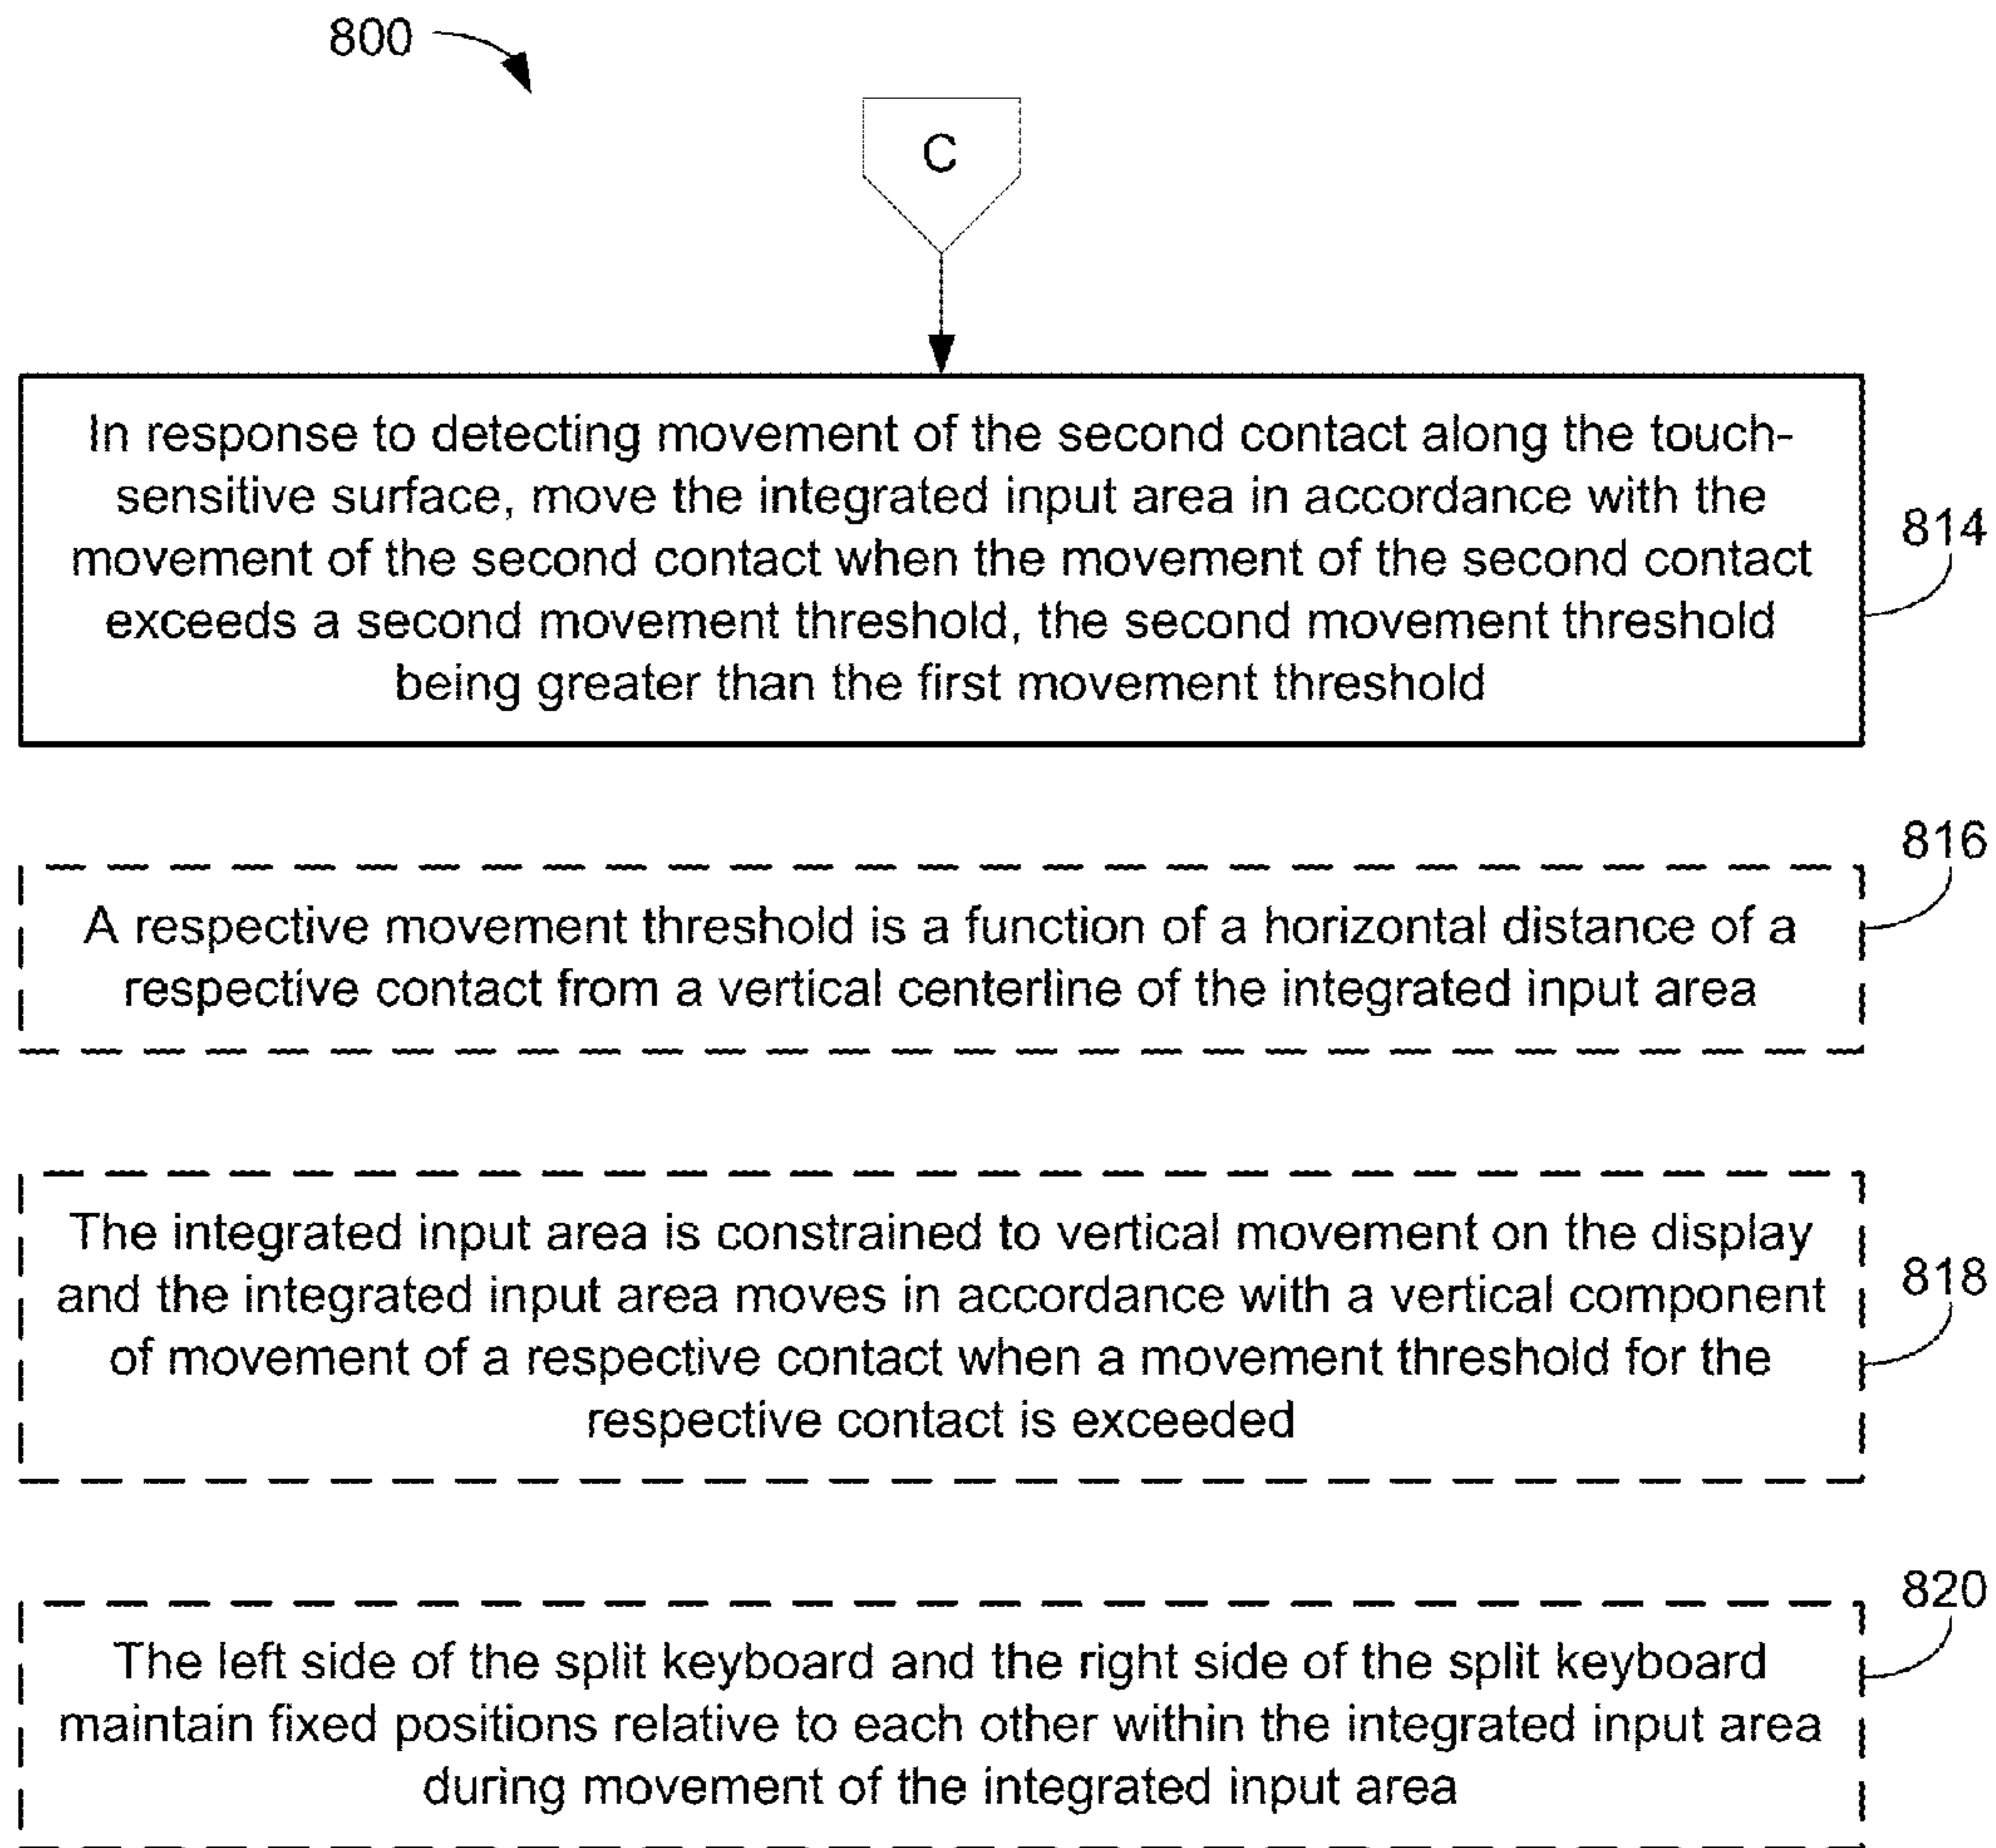 800
C
In response to detecting movement of the second contact along the touch-
sensitive surface, move the integrated input area in accordance with the
movement of the second contact when the movement of the second contact
exceeds a second movement threshold, the second movement threshold
being greater than the first movement threshold
814
816
A respective movement threshold is a function of a horizontal distance of a
respective contact from a vertical centerline of the integrated input area
The integrated input area is constrained to vertical movement on the display
and the integrated input area moves in accordance with a vertical component
of movement of a respective contact when a movement threshold for the
respective contact is exceeded
818
820
The left side of the split keyboard and the right side of the split keyboard
maintain fixed positions relative to each other within the integrated input area
during movement of the integrated input area